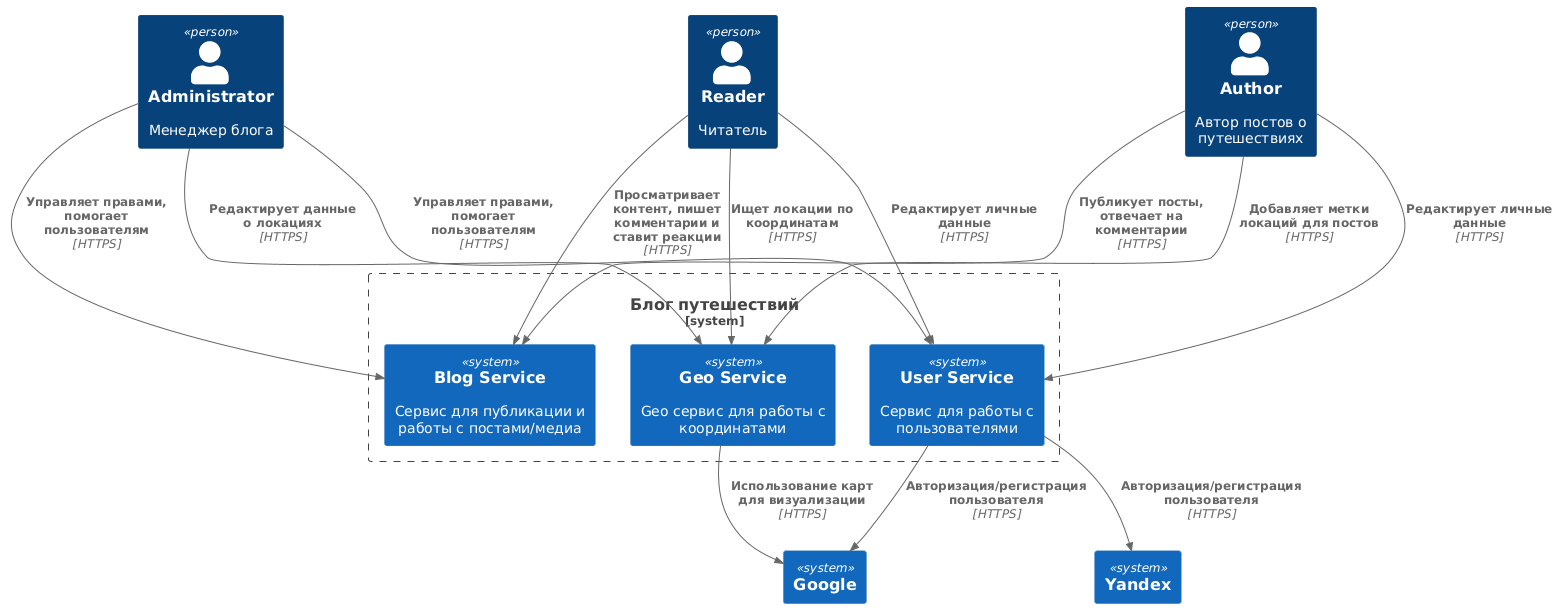 «person»
Administrator
Менеджер блога
«person»
Reader
Читатель
«person»
Author
Автор постов о
путешествиях
Управляет правами,
помогает
пользователям
[HTTPS]
Редактирует данные
о локациях
[HTTPS]
Управляет правами,
помогает
пользователям
[HTTPS]
Просматривает
контент, пишет
комментарии и
ставит реакции
[HTTPS]
Ищет локации по
координатам
[HTTPS]
Редактирует личные
данные
[HTTPS]
Публикует посты,
отвечает на
комментарии
[HTTPS]
Добавляет метки
локаций для постов
[HTTPS]
Редактирует личные
данные
[HTTPS]
Блог путешествий
[system]
«system»
Blog Service
Сервис для публикации и
работы с постами/медиа
«system»
Geo Service
Geo сервис для работы с
координатами
«system»
User Service
Сервис для работы с
пользователями
Использование карт
для визуализации
[HTTPS]
Авторизация/регистрация
пользователя
[HTTPS]
Авторизация/регистрация
пользователя
[HTTPS]
«system»
Google
«system»
Yandex